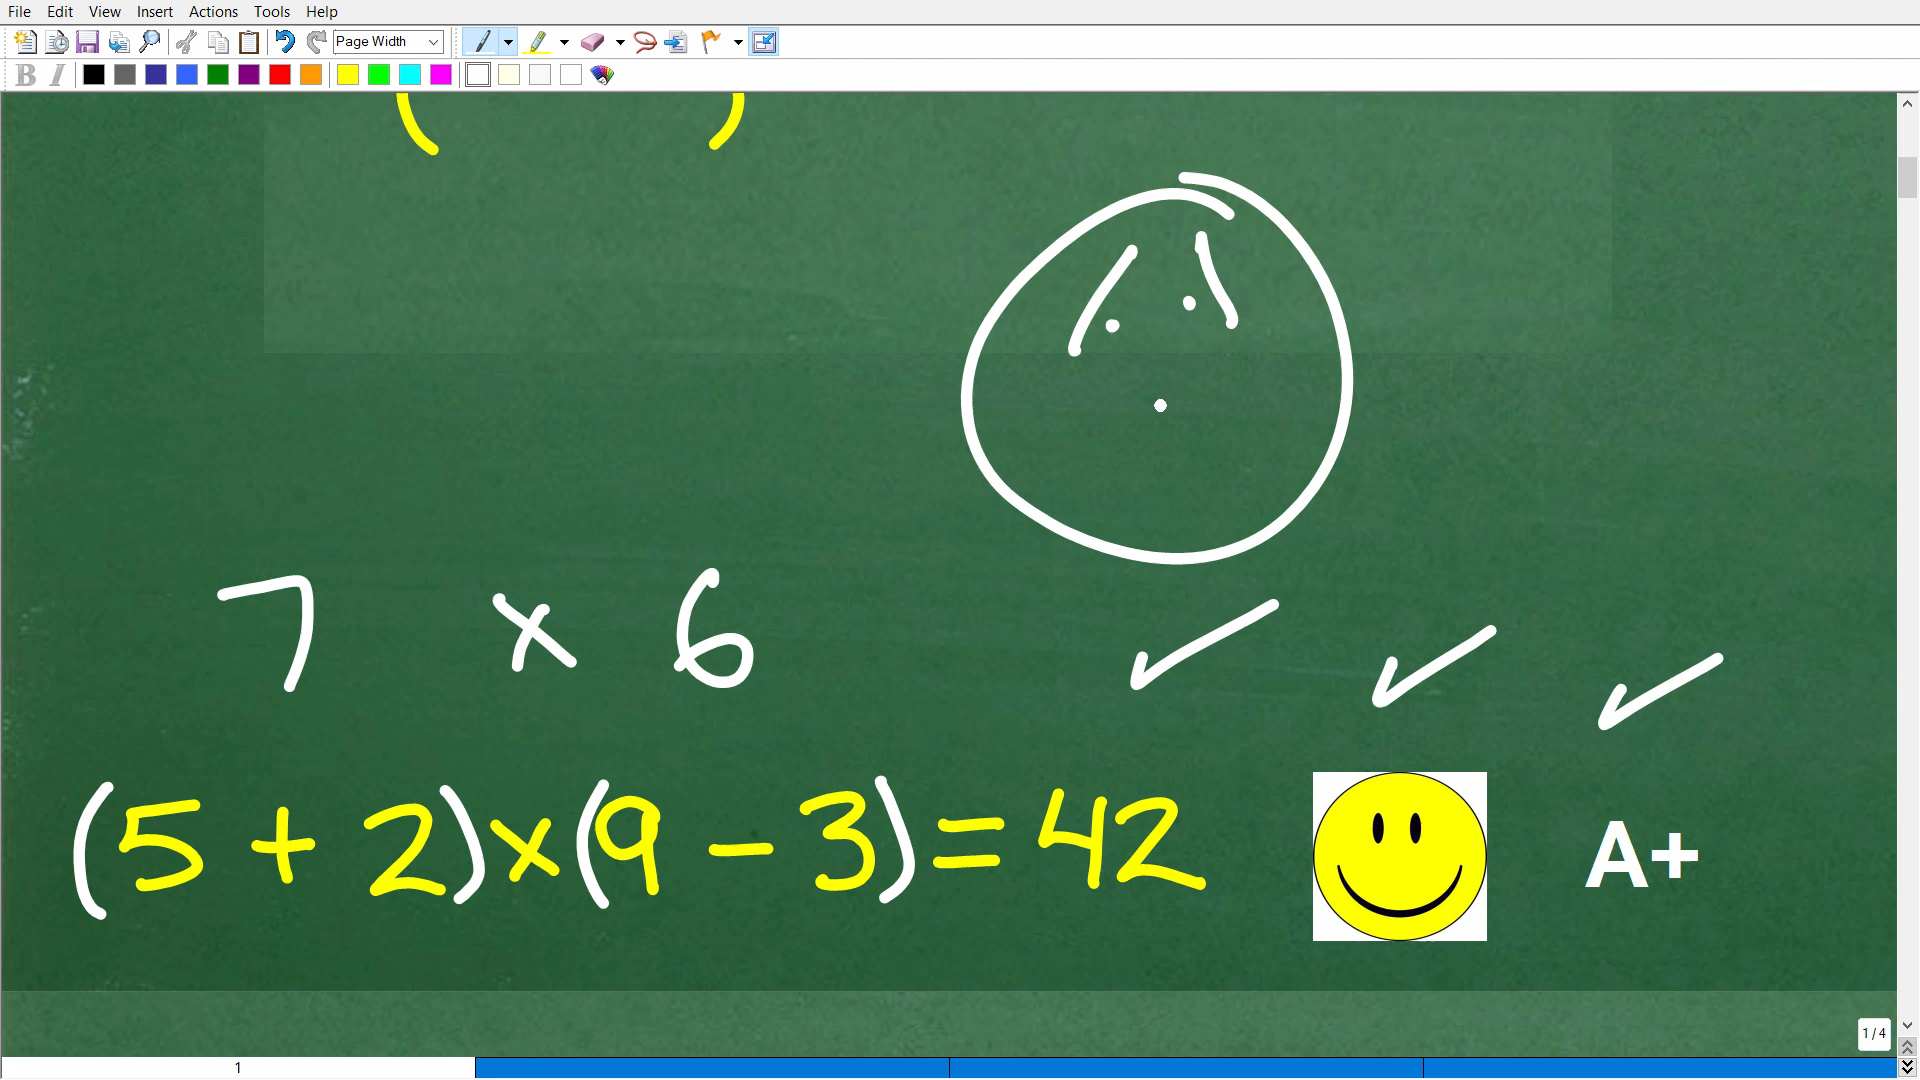 File Edit View Insert Actions Tools Help
Page Width
B I
7 x 6
(5 + 2)x(9 - 3) = 42 A+
1 / 4
1